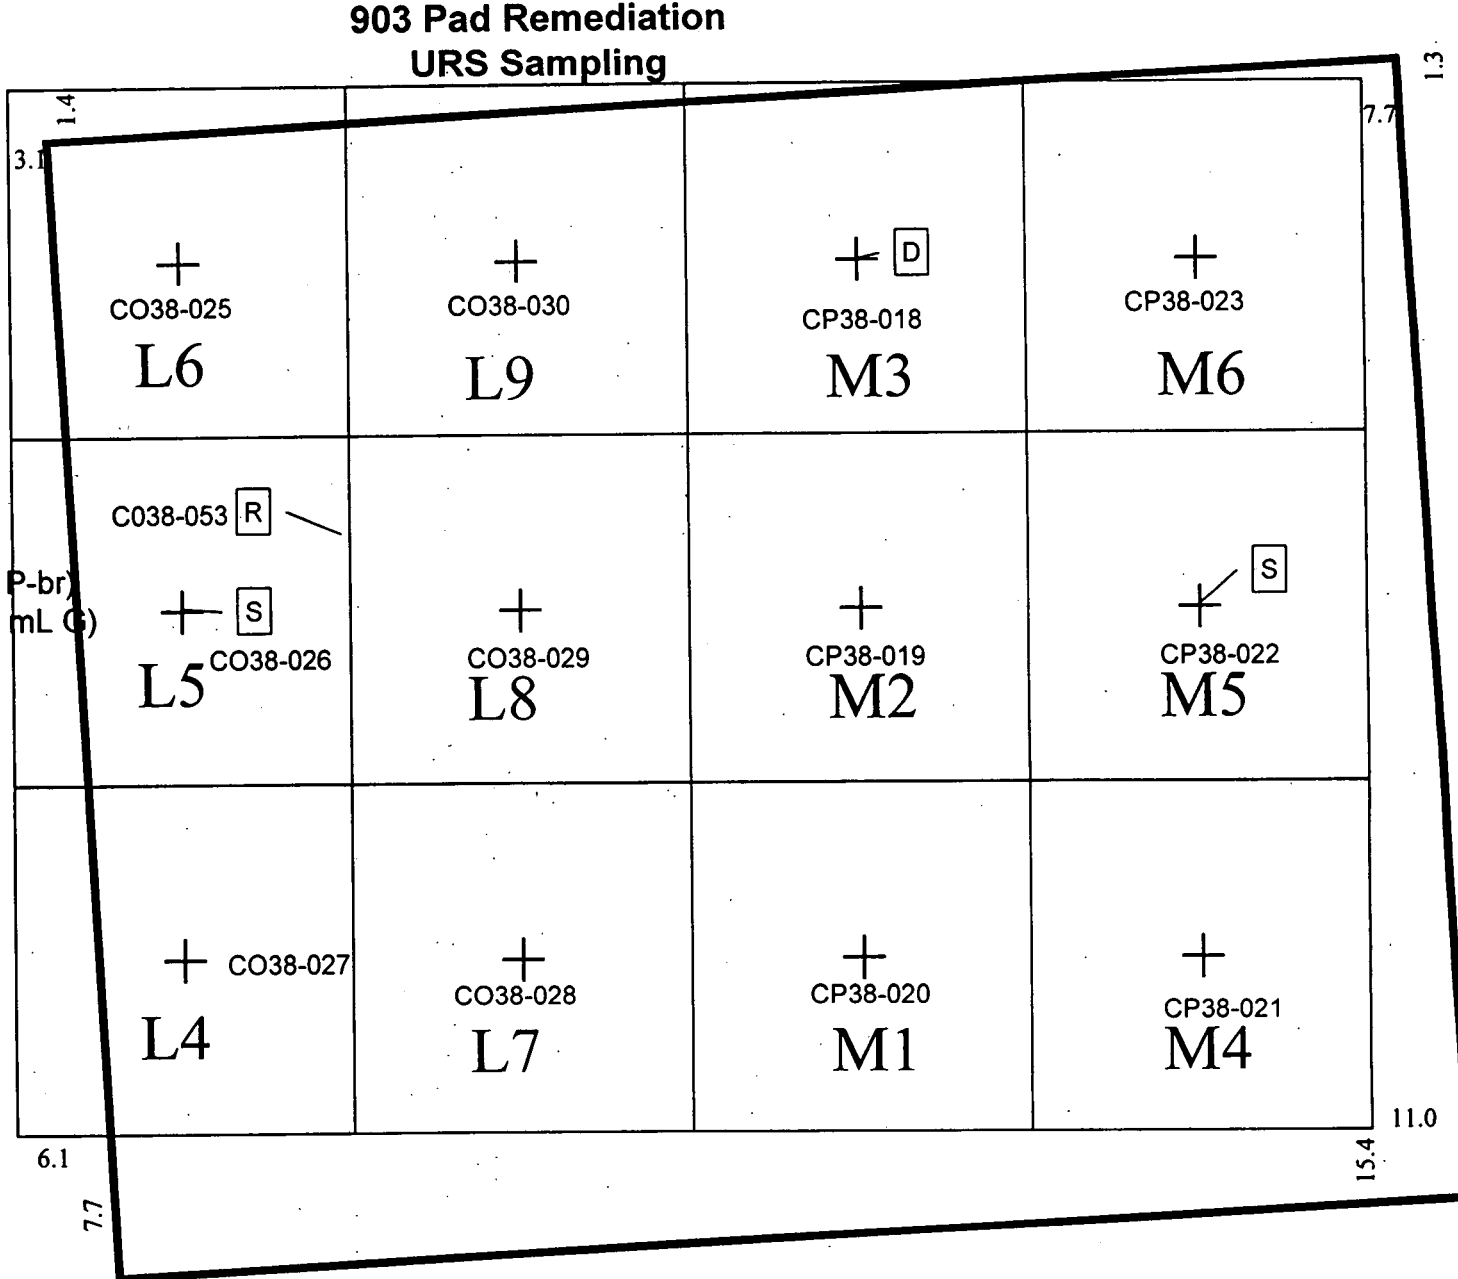 903 Pad Remediation
URS Sampling
1.4
1.3
3.1
7.7
D
CO38-025
CO38-030
CP38-018
CP38-023
L6
L9
M3
M6
C038-053 R
S
P-br)
mL G)
S
CO38-026
CO38-029
CP38-019
CP38-022
L5
L8
M2
M5
CO38-027
CO38-028
CP38-020
CP38-021
L4
L7
M1
M4
11.0
6.1
15.4
7.7